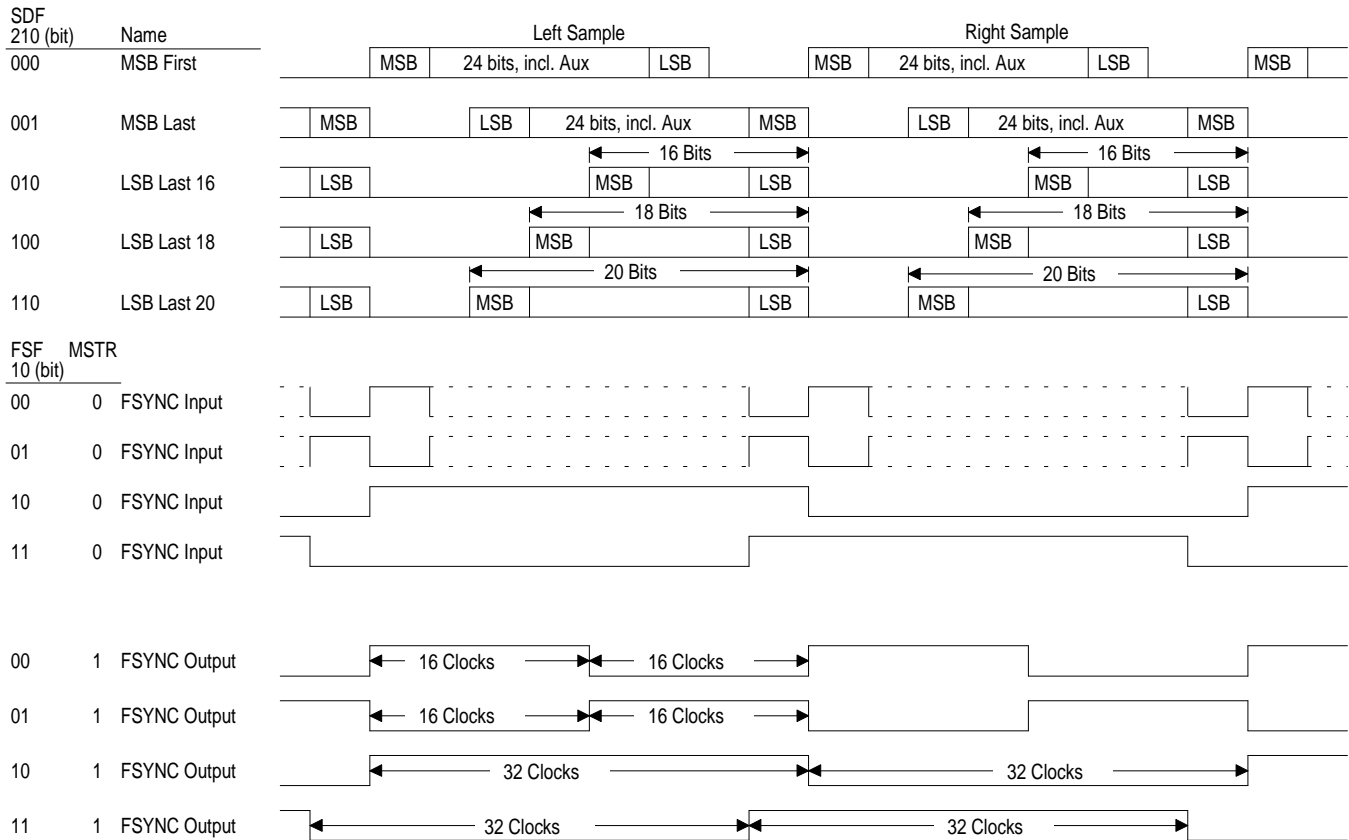 SDF
210 (bit) Name Left Sample Right Sample
000 MSB First MSB 24 bits, incl. Aux LSB MSB 24 bits, incl. Aux LSB MSB
001 MSB Last MSB LSB 24 bits, incl. Aux MSB LSB 24 bits, incl. Aux MSB
16 Bits 16 Bits
010 LSB Last 16 LSB MSB LSB MSB LSB
18 Bits 18 Bits
100 LSB Last 18 LSB MSB LSB MSB LSB
20 Bits 20 Bits
110 LSB Last 20 LSB MSB LSB MSB LSB
FSF MSTR
10 (bit)
00 0 FSYNC Input
01 0 FSYNC Input
10 0 FSYNC Input
11 0 FSYNC Input
00 1 FSYNC Output 16 Clocks 16 Clocks
01 1 FSYNC Output 16 Clocks 16 Clocks
10 1 FSYNC Output 32 Clocks 32 Clocks
11 1 FSYNC Output 32 Clocks 32 Clocks